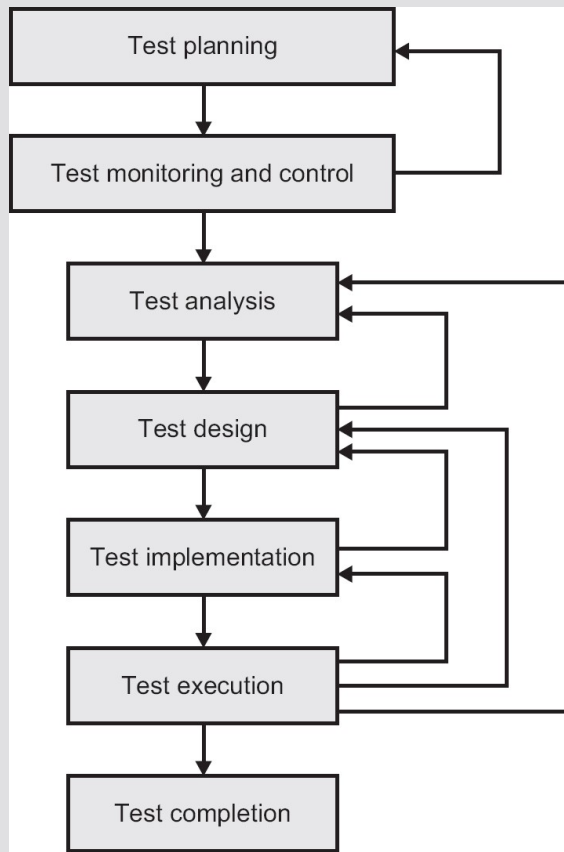 Test planning
Test monitoring and control
Test analysis
Test design
Test implementation
Test execution
Test completion